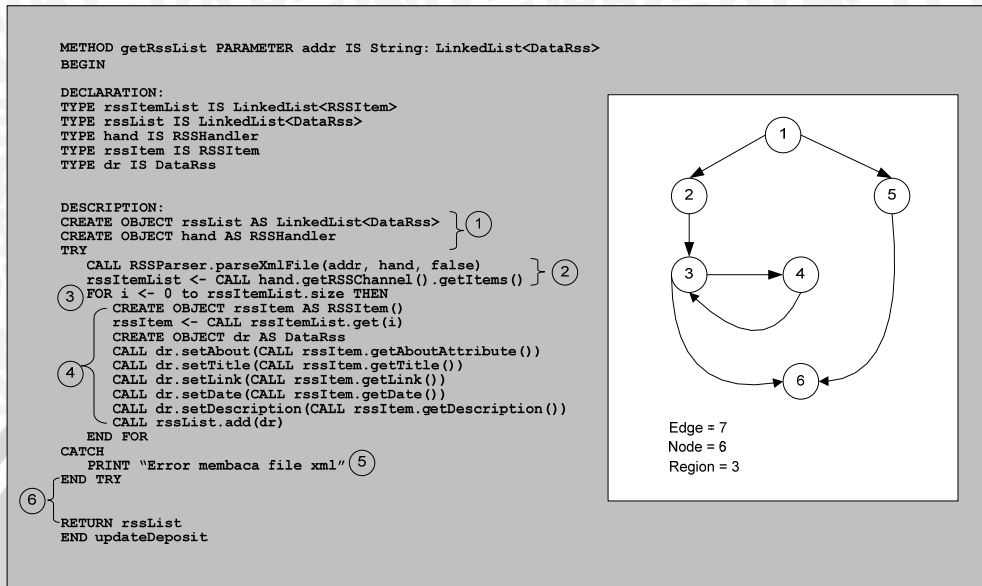 METHOD getRssList PARAMETER addr IS String: LinkedList<DataRss>
BEGIN
DECLARATION:
TYPE rssItemList IS LinkedList<RSSItem>
TYPE rssList IS LinkedList<DataRss>
TYPE hand IS RSSHandler
TYPE rssItem IS RSSItem
TYPE dr IS DataRss
DESCRIPTION:
CREATE OBJECT rssList AS LinkedList<DataRss>
1
CREATE OBJECT hand AS RSSHandler
TRY
CALL RSSParser.parseXmlFile(addr, hand, false)
2
rssItemList <- CALL hand.getRSSChannel().getItems()
3 FOR i <- 0 to rssItemList.size THEN
CREATE OBJECT rssItem AS RSSItem()
rssItem <- CALL rssItemList.get(i)
CREATE OBJECT dr AS DataRss
CALL dr.setAbout(CALL rssItem.getAboutAttribute())
CALL dr.setTitle(CALL rssItem.getTitle())
4
CALL dr.setLink(CALL rssItem.getLink())
CALL dr.setDate(CALL rssItem.getDate())
CALL dr.setDescription(CALL rssItem.getDescription())
CALL rssList.add(dr)
END FOR
CATCH
PRINT “Error membaca file xml” 5
END TRY
6
RETURN rssList
END updateDeposit
1
2
5
3
4
6
Edge = 7
Node = 6
Region = 3